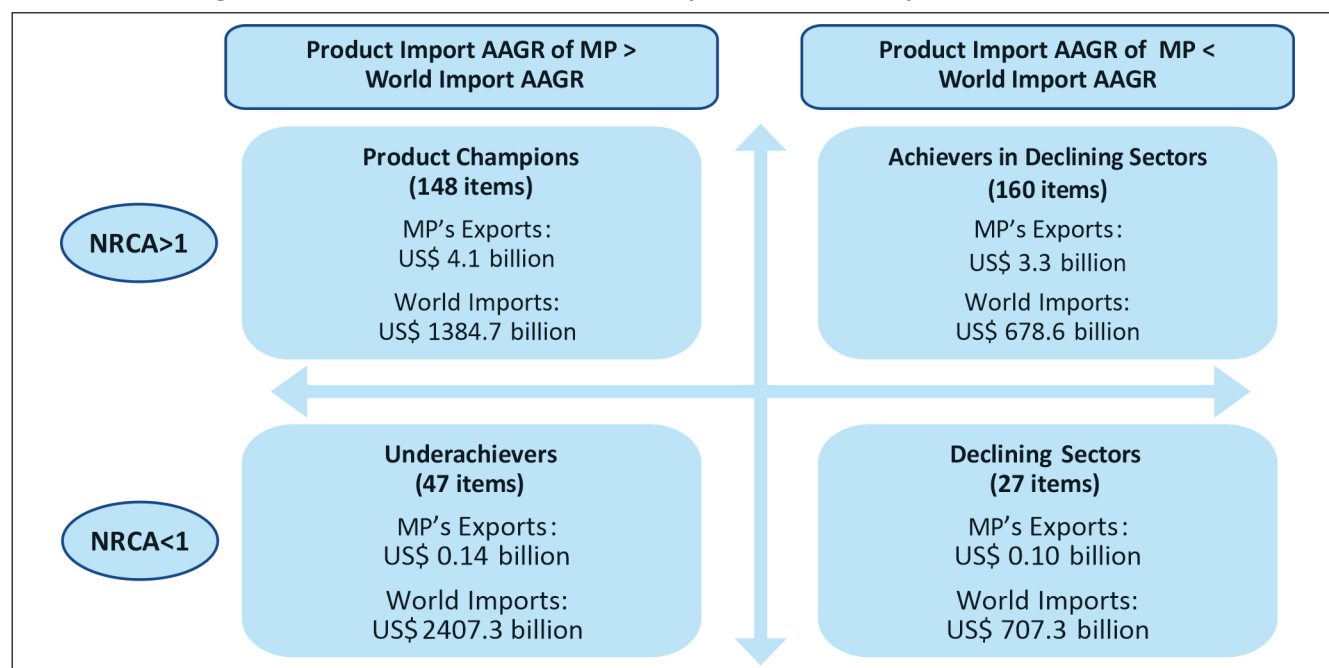 Product Import AAGR of MP >
World Import AAGR
Product Import AAGR of MP <
World Import AAGR
NRCA>1
Product Champions
(148 items)
MP's Exports:
US$ 4.1 billion
World Imports:
US$ 1384.7 billion
Achievers in Declining Sectors
(160 items)
MP's Exports:
US$ 3.3 billion
World Imports:
US$ 678.6 billion
NRCA<1
Underachievers
(47 items)
MP's Exports:
US$ 0.14 billion
World Imports:
US$ 2407.3 billion
Declining Sectors
(27 items)
MP's Exports:
US$ 0.10 billion
World Imports:
US$ 707.3 billion